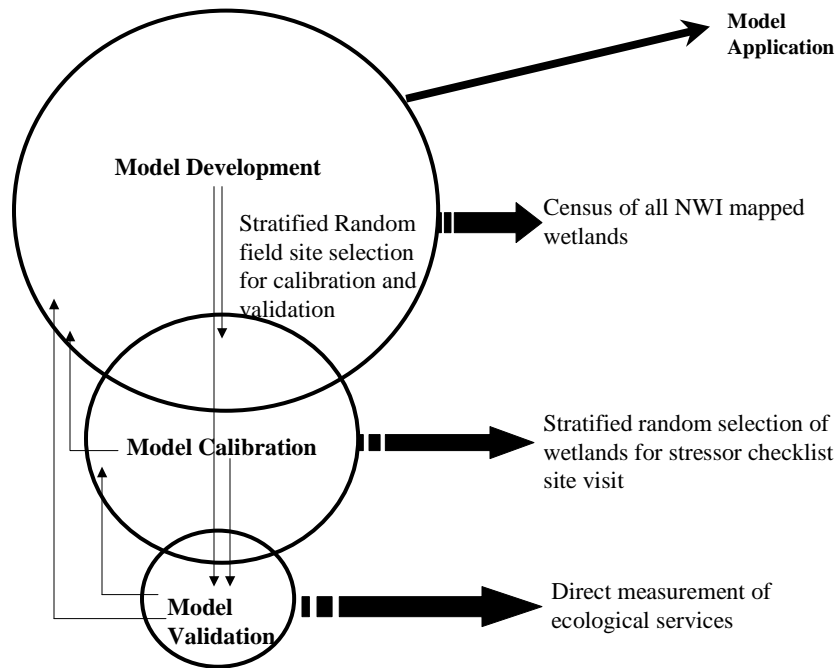 Model
Application
Model Development
Stratified Random
field site selection
for calibration and
validation
Census of all NWI mapped
wetlands
Model Calibration
Stratified random selection of
wetlands for stressor checklist
site visit
Model
Validation
Direct measurement of
ecological services